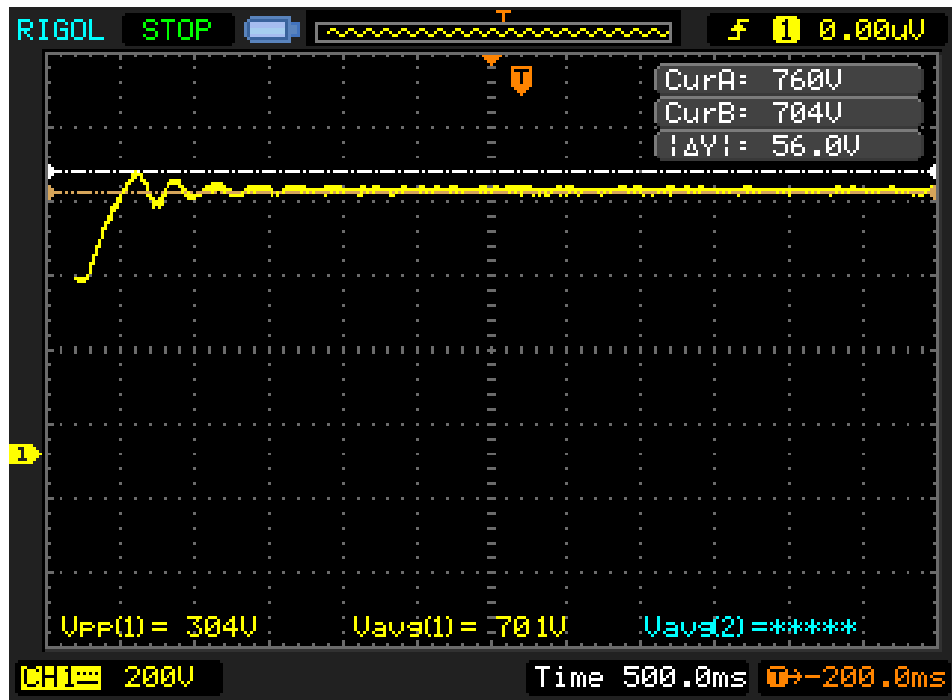 RIGOL STOP T 1 0.00uV
T
CurA: 760V
CurB: 704V
|ΔY|: 56.0V
1
Vpp(1)= 304V Vavg(1)= 701V Vavg(2)=*****
CH1 200V Time 500.0ms T→-200.0ms